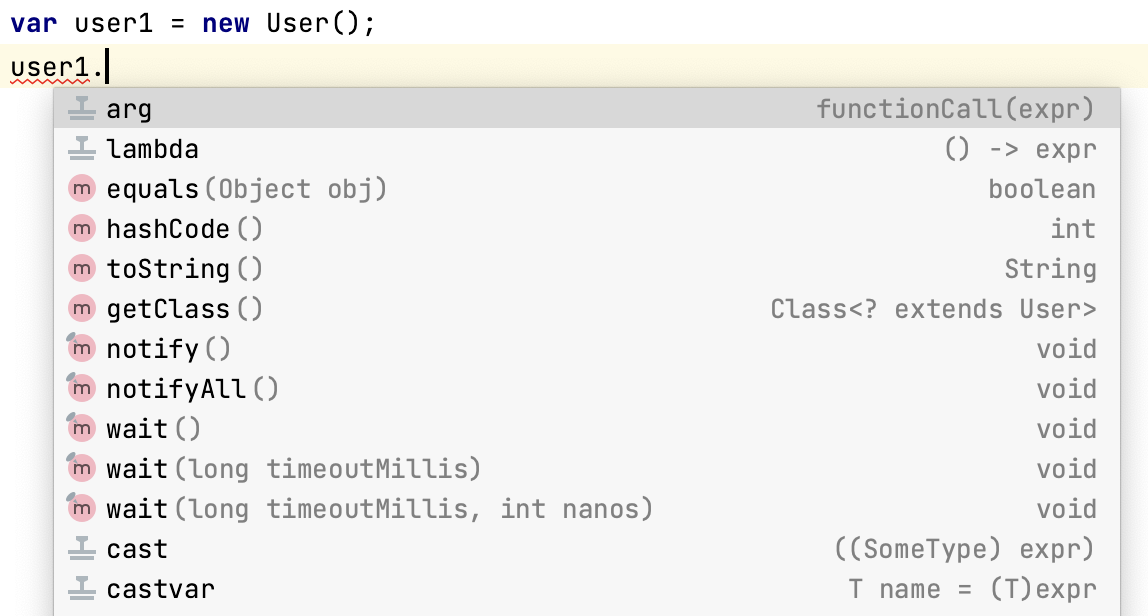 var user1 = new User();
user1.
arg functionCall(expr)
lambda () -> expr
m equals(Object obj) boolean
m hashCode() int
m toString() String
m getClass() Class<? extends User>
m notify() void
m notifyAll() void
m wait() void
m wait(long timeoutMillis) void
m wait(long timeoutMillis, int nanos) void
cast ((SomeType) expr)
castvar T name = (T)expr